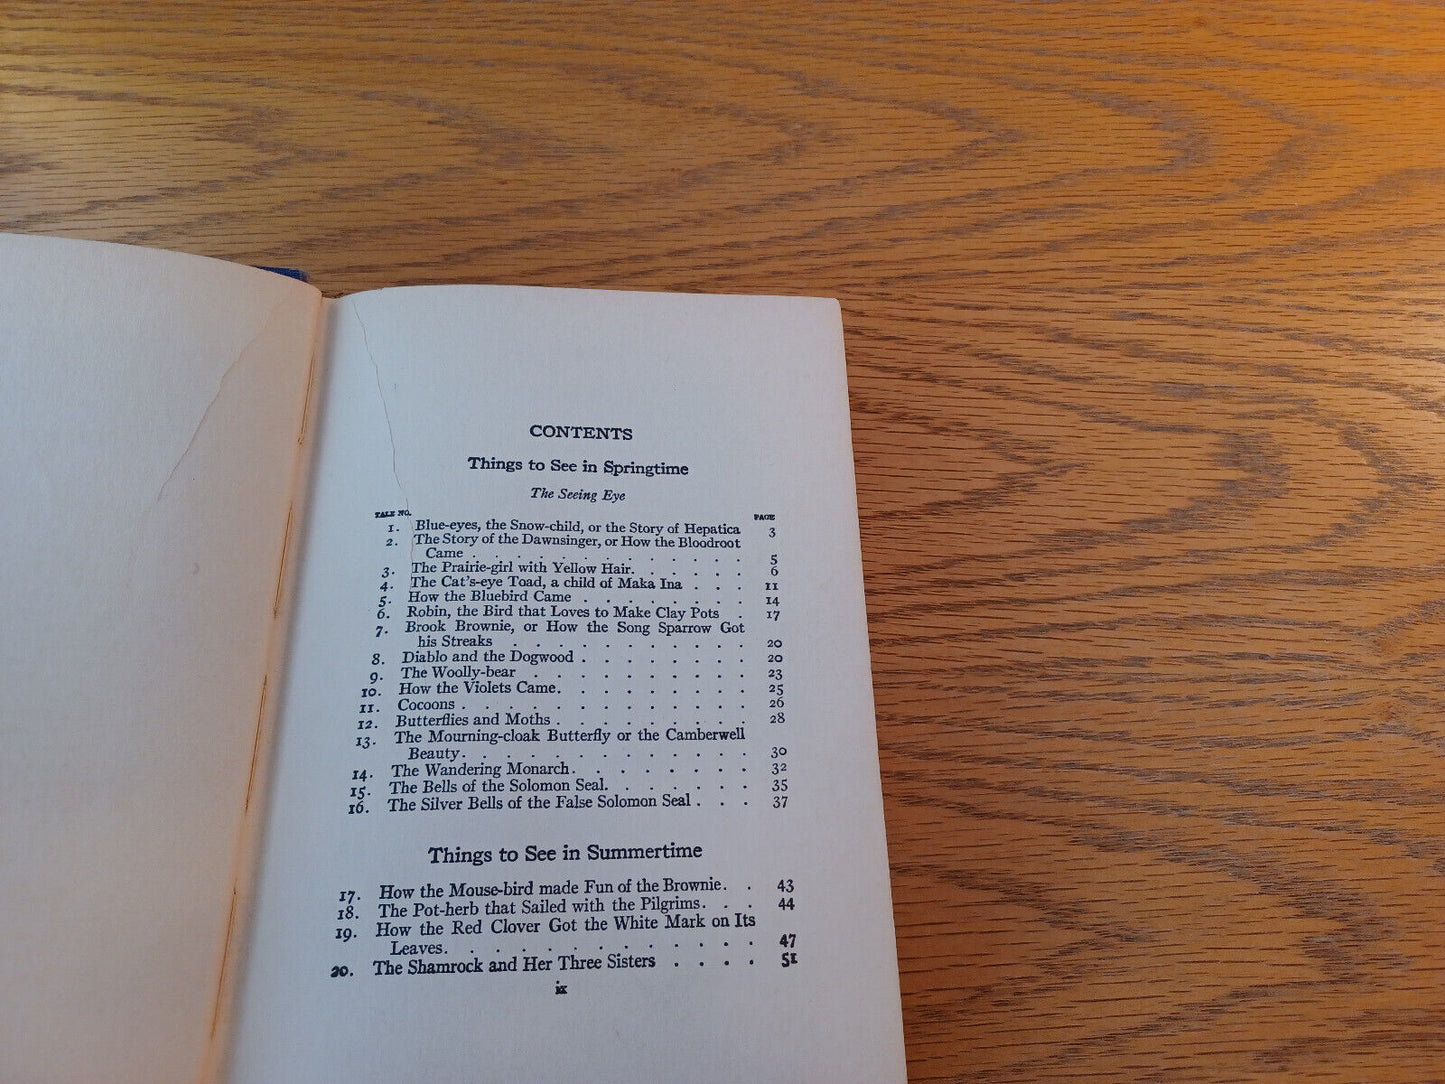 CONTENTS
Things to See in Springtime
The Seeing Eye
TALE NO. PAGE
1. Blue-eyes, the Snow-child, or the Story of Hepatica 3
2. The Story of the Dawnsinger, or How the Bloodroot
Came . . . . . . . . . . . . 5
3. The Prairie-girl with Yellow Hair. . . . . . 6
4. The Cat's-eye Toad, a child of Maka Ina . . . 11
5. How the Bluebird Came . . . . . . . . 14
6. Robin, the Bird that Loves to Make Clay Pots . 17
7. Brook Brownie, or How the Song Sparrow Got
his Streaks . . . . . . . . . . . 20
8. Diablo and the Dogwood . . . . . . . . 20
9. The Woolly-bear . . . . . . . . . . 23
10. How the Violets Came. . . . . . . . . 25
11. Cocoons . . . . . . . . . . . . . 26
12. Butterflies and Moths . . . . . . . . . 28
13. The Mourning-cloak Butterfly or the Camberwell
Beauty. . . . . . . . . . . . . 30
14. The Wandering Monarch. . . . . . . . 32
15. The Bells of the Solomon Seal. . . . . . 35
16. The Silver Bells of the False Solomon Seal . . . 37
Things to See in Summertime
17. How the Mouse-bird made Fun of the Brownie. . . 43
18. The Pot-herb that Sailed with the Pilgrims. . . . 44
19. How the Red Clover Got the White Mark on Its
Leaves. . . . . . . . . . . . . 47
20. The Shamrock and Her Three Sisters . . . . 51
ix